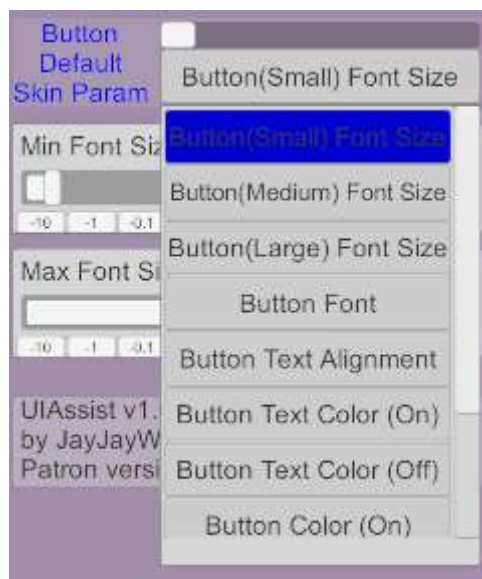 Button
Default
Skin Param
Button(Small) Font Size
Button(Small) Font Size
Button(Medium) Font Size
Button(Large) Font Size
Button Font
Button Text Alignment
Button Text Color (On)
Button Text Color (Off)
Button Color (On)
Min Font Siz
-10 -1 -0.1
Max Font Si
-10 -1 -0.1
UIAssist v1.
by JayJayW
Patron versi